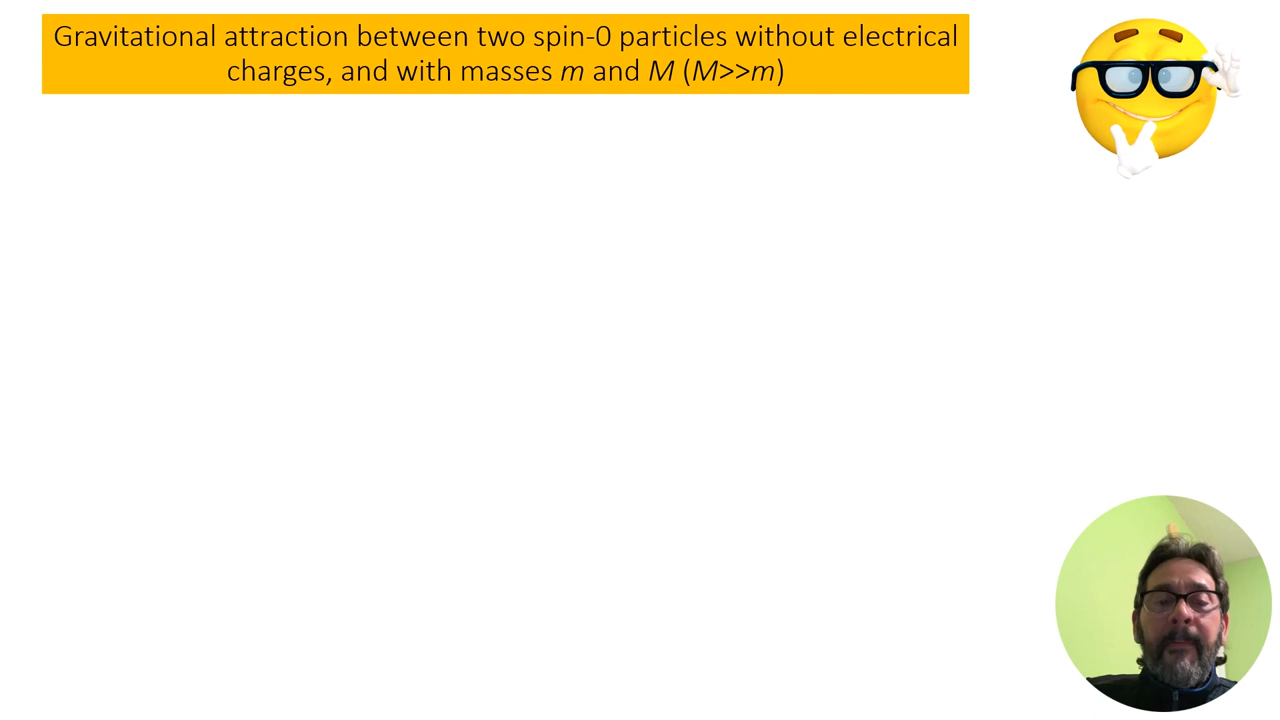 Gravitational attraction between two spin-0 particles without electrical
charges, and with masses m and M (M>>m)